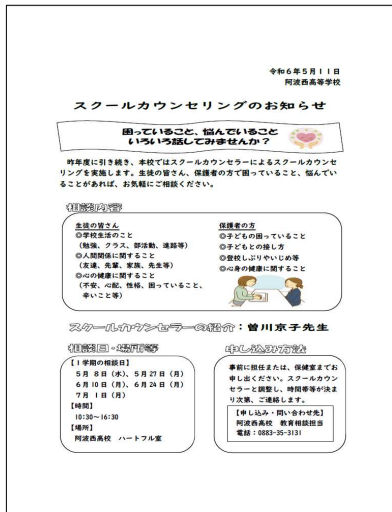 令和6年5月11日
阿波西高等学校
スクールカウンセリングのお知らせ
困っていること、悩んでいること
いろいろ話してみませんか？
昨年度に引き続き、本校ではスクールカウンセラーによるスクールカウンセ
リングを実施します。生徒の皆さん、保護者の方で困っていること、悩んでい
ることがあれば、お気軽にご相談ください。
相談内容
生徒の皆さん
◎学校生活のこと
（勉強、クラス、部活動、進路等）
◎人間関係に関すること
（友達、先輩、家族、先生等）
◎心の健康に関すること
（不安、心配、性格、困っていること、
辛いこと等）
保護者の方
◎子どもの困っていること
◎子どもとの接し方
◎登校しぶりやいじめ等
◎心身の健康に関すること
スクールカウンセラーの紹介：曽川京子先生
相談日・場所等
【1学期の相談日】
5月 8日（水）、5月27日（月）
6月10日（月）、6月24日（月）
7月 1日（月）
【時間】
10:30～16:30
【場所】
阿波西高校 ハートフル室
申し込み方法
事前に担任または、保健室までお
申し出ください。スクールカウン
セラーと調整し、時間帯等が決ま
り次第、ご連絡します。
【申し込み・問い合わせ先】
阿波西高校 教育相談担当
電話：0883-35-3131